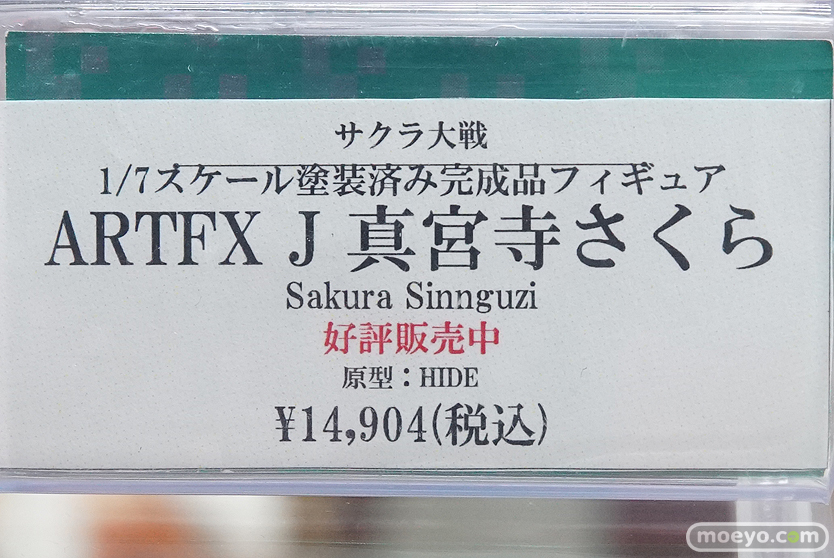 サクラ大戦
1/7スケール塗装済み完成品フィギュア
ARTFX J 真宮寺さくら
Sakura Sinnguzi
好評販売中
原型：HIDE
¥14,904(税込)
moeyo.com